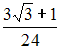 (3√3 + 1)/24